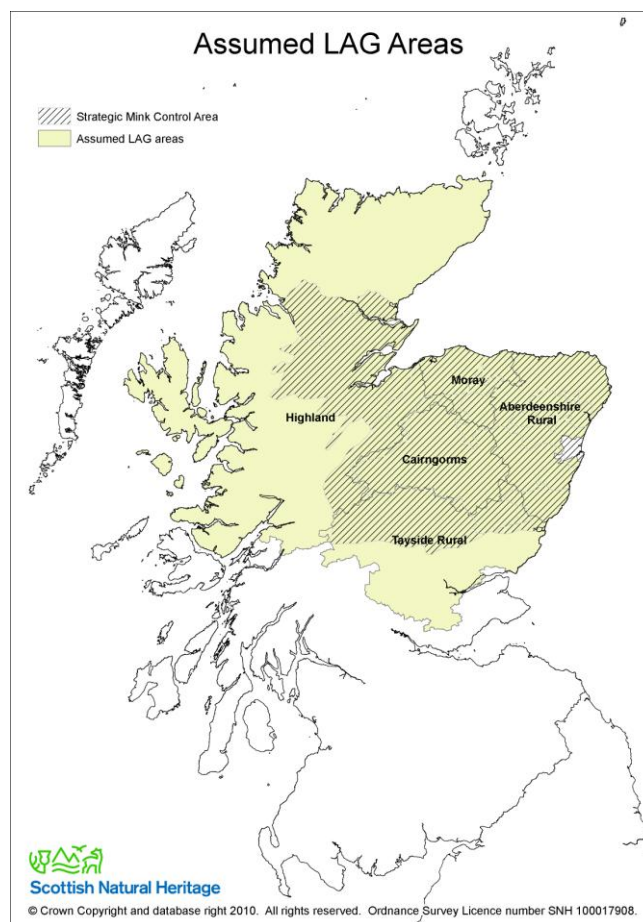 Assumed LAG Areas
Strategic Mink Control Area
Assumed LAG areas
Moray
Aberdeenshire
Rural
Highland
Cairngorms
Tayside Rural
Scottish Natural Heritage
© Crown Copyright and database right 2010. All rights reserved. Ordnance Survey Licence number SNH 100017908.